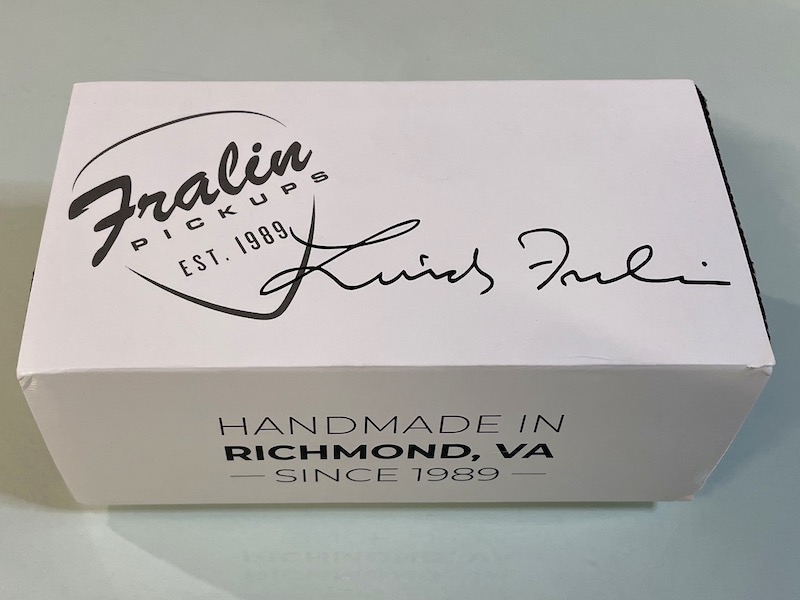 Fralin
PICKUPS
EST. 1989
Lindy Fralin
HANDMADE IN
RICHMOND, VA
— SINCE 1989 —